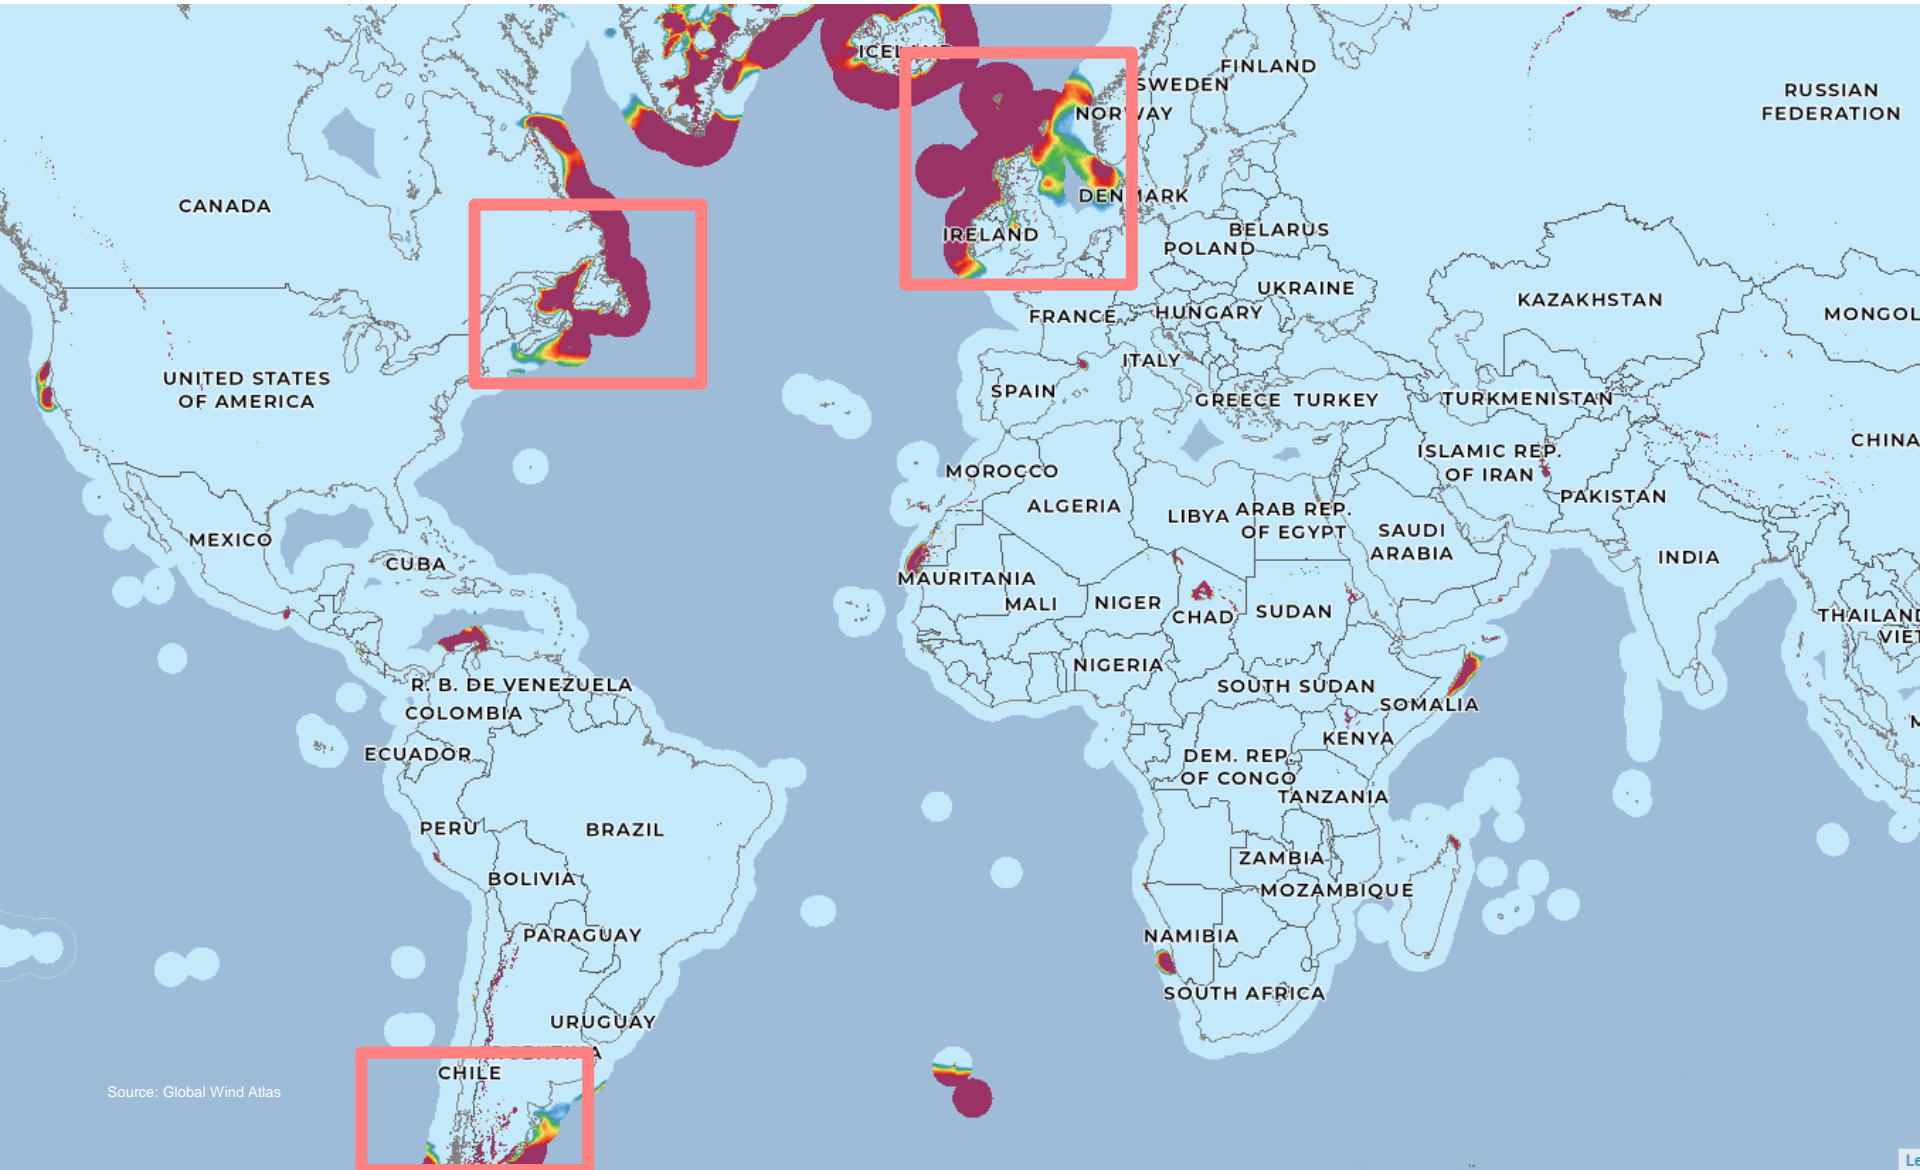 ICELAND
FINLAND
SWEDEN
NORWAY
RUSSIAN
FEDERATION
DENMARK
CANADA
IRELAND
BELARUS
POLAND
UKRAINE
KAZAKHSTAN
FRANCE
HUNGARY
MONGOL
ITALY
UNITED STATES
OF AMERICA
SPAIN
GREECE
TURKEY
TURKMENISTAN
CHINA
ISLAMIC REP.
OF IRAN
MOROCCO
PAKISTAN
ALGERIA
LIBYA
ARAB REP.
OF EGYPT
SAUDI
ARABIA
MEXICO
CUBA
INDIA
MAURITANIA
MALI
NIGER
CHAD
SUDAN
THAILAND
VIET
NIGERIA
R. B. DE VENEZUELA
SOUTH SUDAN
COLOMBIA
SOMALIA
M
KENYA
ECUADOR
DEM. REP.
OF CONGO
TANZANIA
PERU
BRAZIL
ZAMBIA
BOLIVIA
MOZAMBIQUE
PARAGUAY
NAMIBIA
SOUTH AFRICA
URUGUAY
ARGENTINA
CHILE
Source: Global Wind Atlas
Le